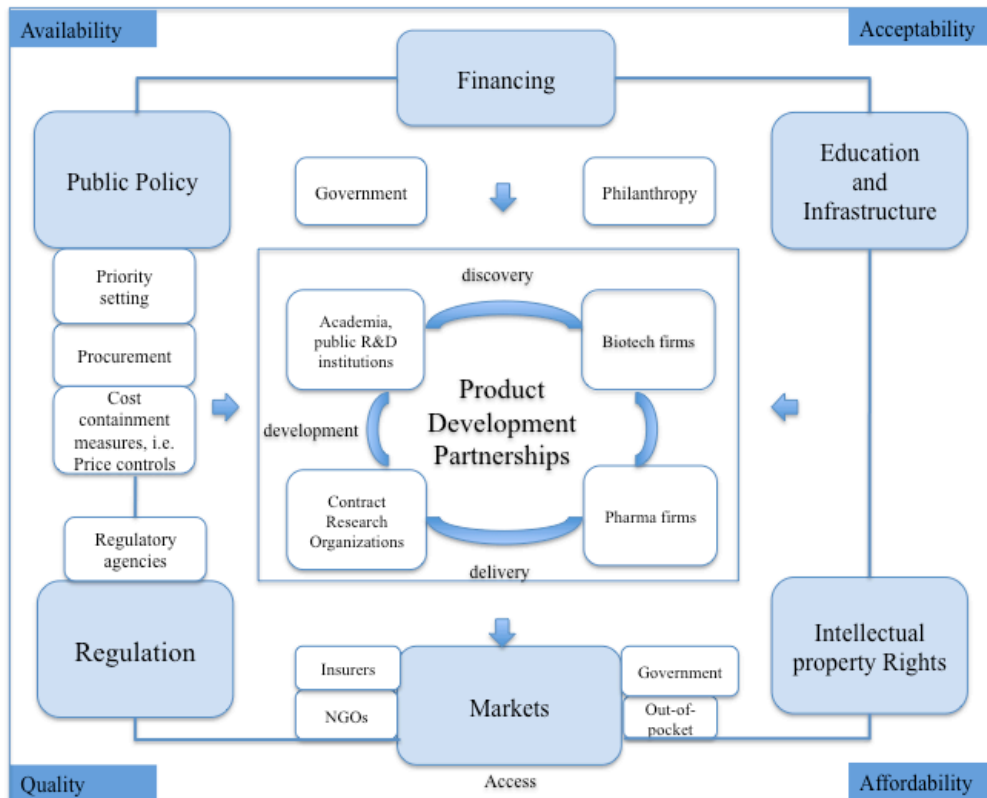 Availability
Acceptability
Financing
Public Policy
Education
and
Infrastructure
Government
Philanthropy
Priority
setting
Procurement
Cost
containment
measures, i.e.
Price controls
Regulatory
agencies
discovery
Academia,
public R&D
institutions
Biotech firms
Product
Development
Partnerships
development
Contract
Research
Organizations
Pharma firms
delivery
Regulation
Intellectual
property Rights
Insurers
NGOs
Markets
Government
Out-of-
pocket
Access
Quality
Affordability